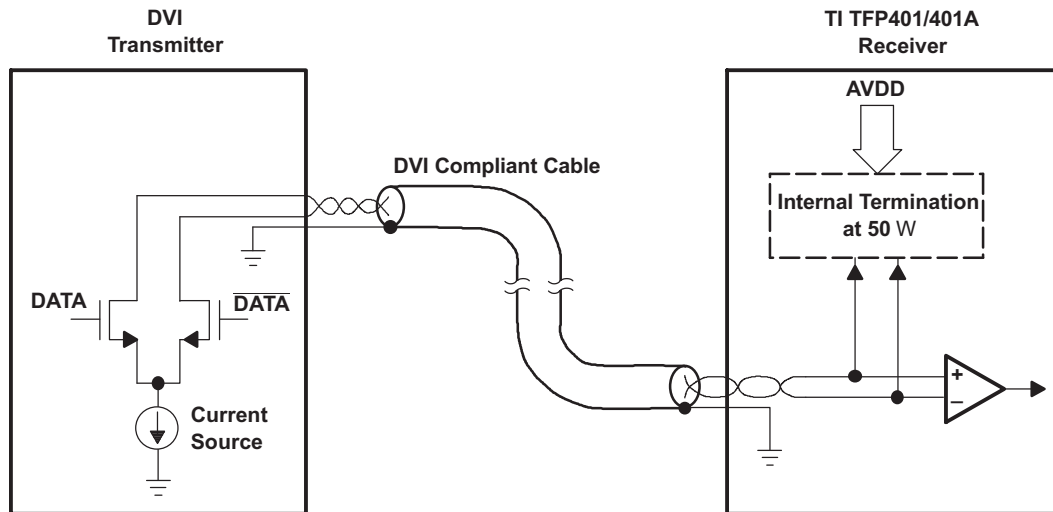 DVI
Transmitter
TI TFP401/401A
Receiver
AVDD
DVI Compliant Cable
Internal Termination
at 50 W
DATA
DATA
+
−
Current
Source